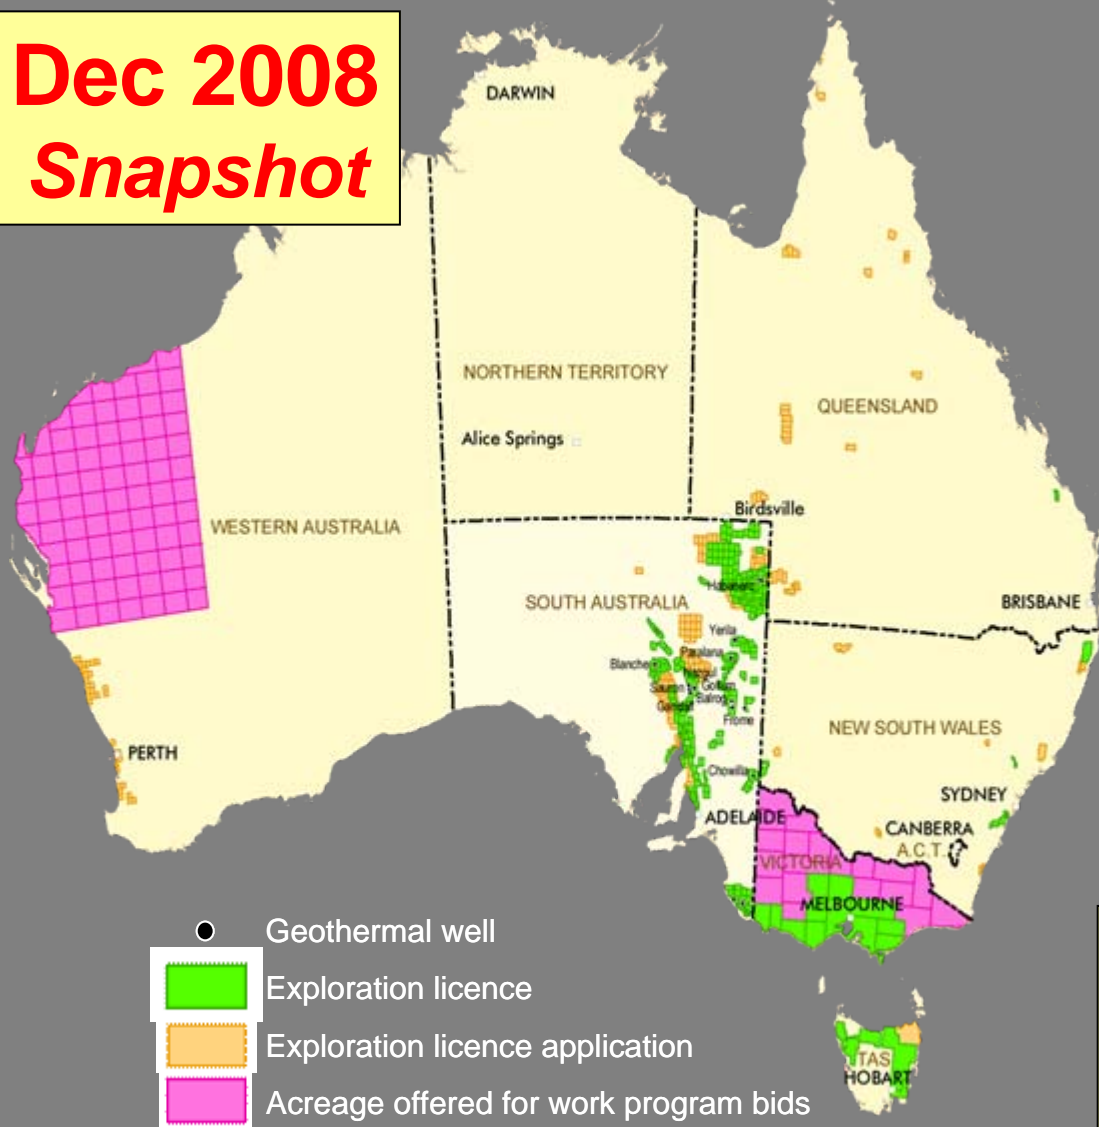 Dec 2008
Snapshot
DARWIN
NORTHERN TERRITORY
QUEENSLAND
Alice Springs
Birdsville
WESTERN AUSTRALIA
Habanero
SOUTH AUSTRALIA
BRISBANE
Yerila
Paralana
Blanche
Frome
NEW SOUTH WALES
PERTH
Chowilla
SYDNEY
ADELAIDE
CANBERRA
A.C.T.
VICTORIA
MELBOURNE
Geothermal well
Exploration licence
Exploration licence application
TAS
HOBART
Acreage offered for work program bids